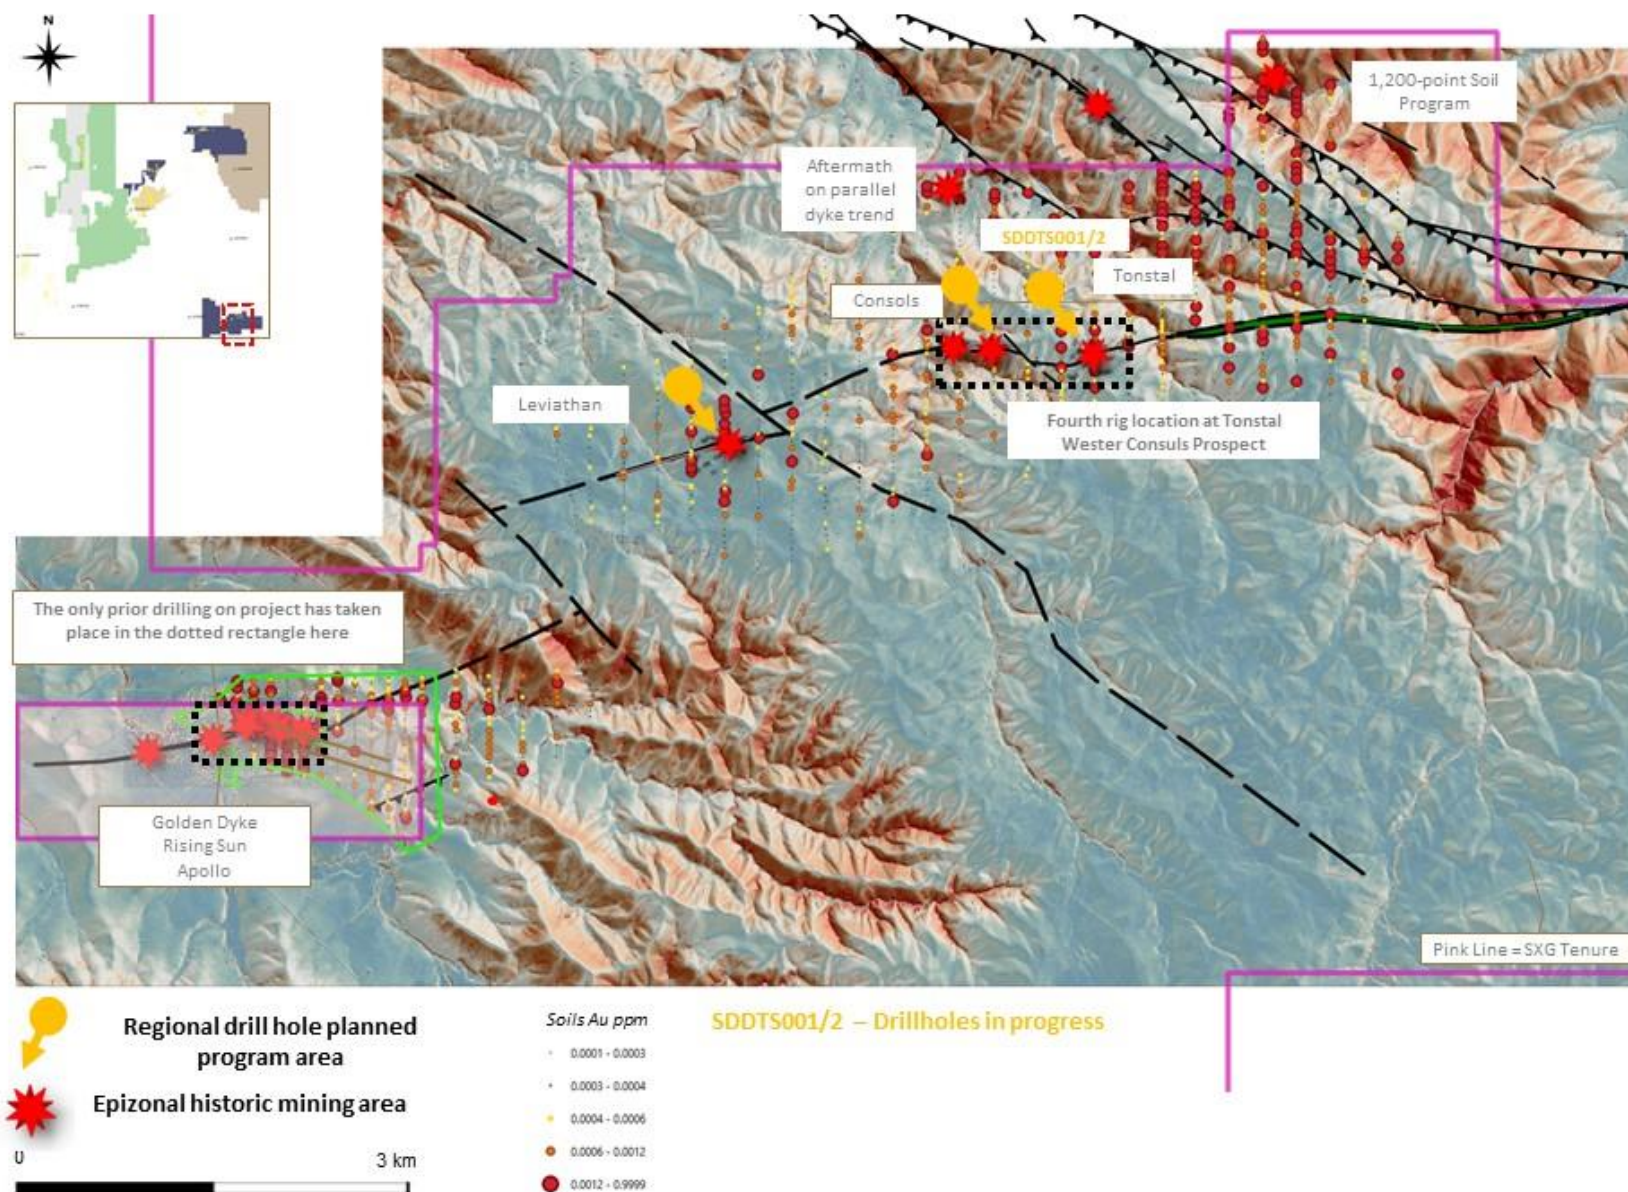 N
1,200-point Soil
Program
Aftermath
on parallel
dyke trend
SDDTS001/2
Tonstal
Consols
Leviathan
Fourth rig location at Tonstal
Wester Consuls Prospect
The only prior drilling on project has taken
place in the dotted rectangle here
Golden Dyke
Rising Sun
Apollo
Pink Line = SXG Tenure
Regional drill hole planned
program area
Epizonal historic mining area
0
3 km
Soils Au ppm
0.0001 - 0.0003
0.0003 - 0.0004
0.0004 - 0.0006
0.0006 - 0.0012
0.0012 - 0.9999
SDDTS001/2 – Drillholes in progress